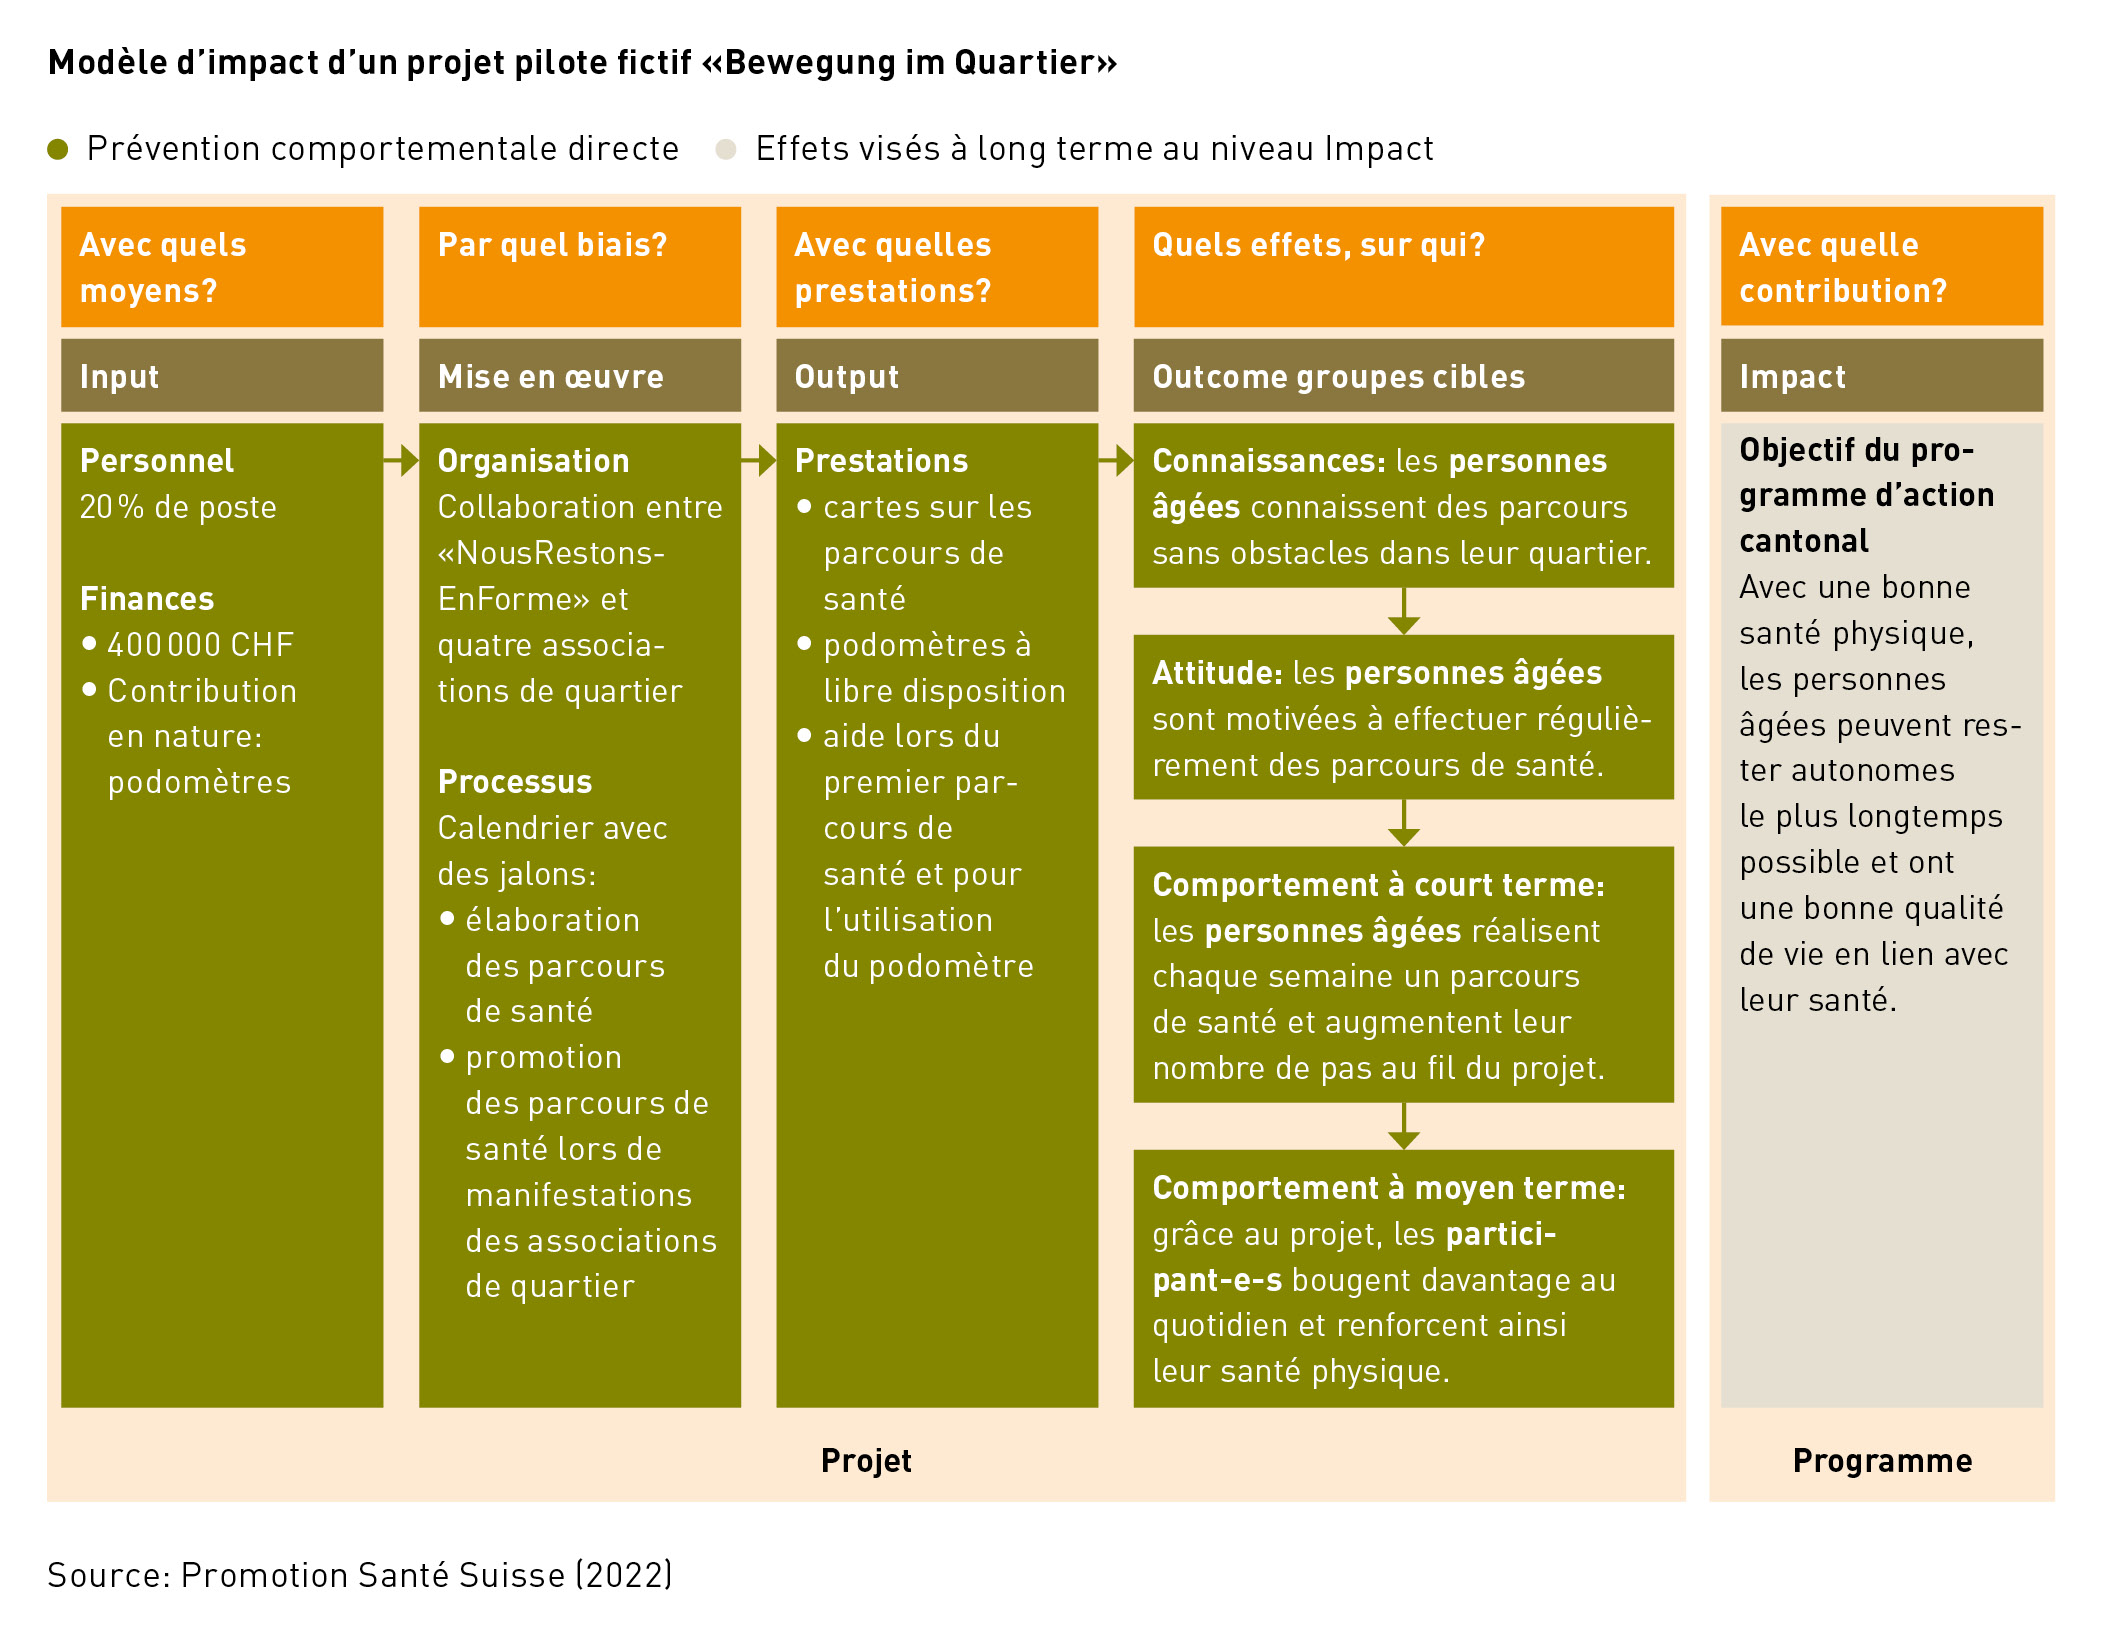 Modèle d’impact d’un projet pilote fictif «Bewegung im Quartier»
Prévention comportementale directe
Effets visés à long terme au niveau Impact
Avec quels
moyens?
Input
Personnel
20 % de poste
Finances
• 400 000 CHF
• Contribution
en nature:
podomètres
Par quel biais?
Mise en œuvre
Organisation
Collaboration entre
«NousRestons-
EnForme» et
quatre associa-
tions de quartier
Processus
Calendrier avec
des jalons:
• élaboration
des parcours
de santé
• promotion
des parcours de
santé lors de
manifestations
des associations
de quartier
Avec quelles
prestations?
Output
Prestations
• cartes sur les
parcours de
santé
• podomètres à
libre disposition
• aide lors du
premier par-
cours de
santé et pour
l’utilisation
du podomètre
Quels effets, sur qui?
Outcome groupes cibles
Connaissances: les personnes
âgées connaissent des parcours
sans obstacles dans leur quartier.
Attitude: les personnes âgées
sont motivées à effectuer réguliè-
rement des parcours de santé.
Comportement à court terme:
les personnes âgées réalisent
chaque semaine un parcours
de santé et augmentent leur
nombre de pas au fil du projet.
Comportement à moyen terme:
grâce au projet, les partici-
pant-e-s bougent davantage au
quotidien et renforcent ainsi
leur santé physique.
Projet
Avec quelle
contribution?
Impact
Objectif du pro-
gramme d’action
cantonal
Avec une bonne
santé physique,
les personnes
âgées peuvent res-
ter autonomes
le plus longtemps
possible et ont
une bonne qualité
de vie en lien avec
leur santé.
Programme
Source: Promotion Santé Suisse (2022)